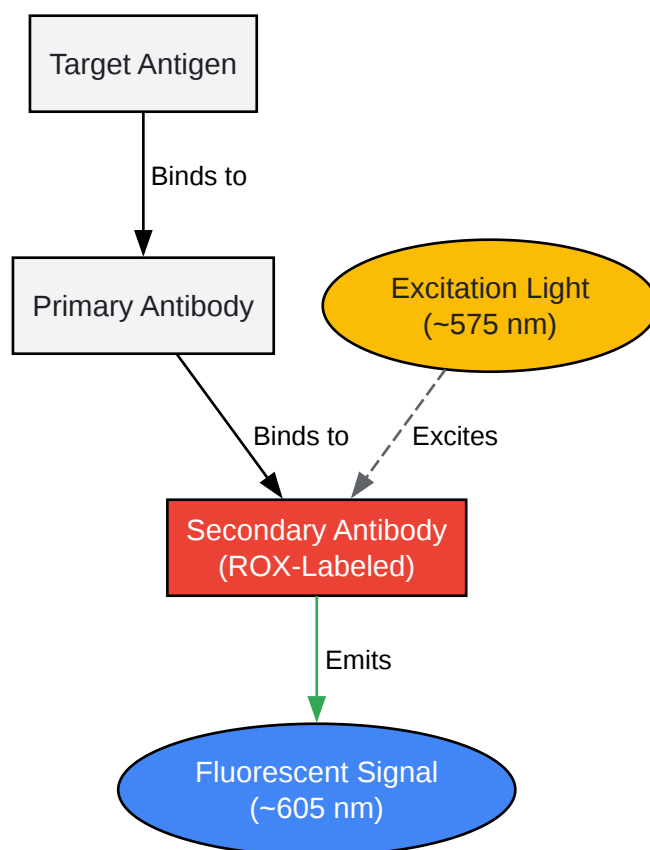 Target Antigen
Binds to
Primary Antibody
Excitation Light
(~575 nm)
Binds to
Excites
Secondary Antibody
(ROX-Labeled)
Emits
Fluorescent Signal
(~605 nm)